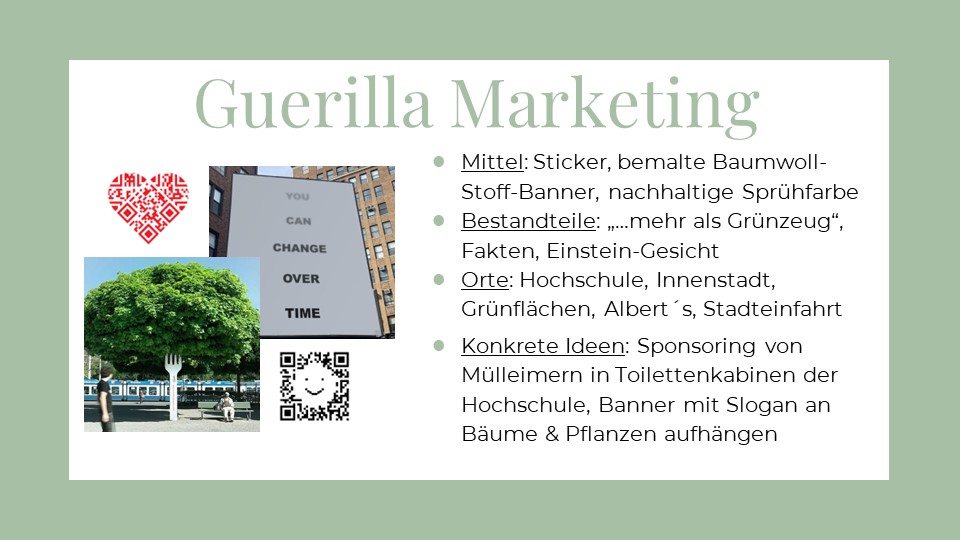 Guerilla Marketing
YOU
CAN
CHANGE
OVER
TIME
Mittel: Sticker, bemalte Baumwoll-
Stoff-Banner, nachhaltige Sprühfarbe
Bestandteile: „…mehr als Grünzeug“,
Fakten, Einstein-Gesicht
Orte: Hochschule, Innenstadt,
Grünflächen, Albert´s, Stadteinfahrt
Konkrete Ideen: Sponsoring von
Mülleimern in Toilettenkabinen der
Hochschule, Banner mit Slogan an
Bäume & Pflanzen aufhängen